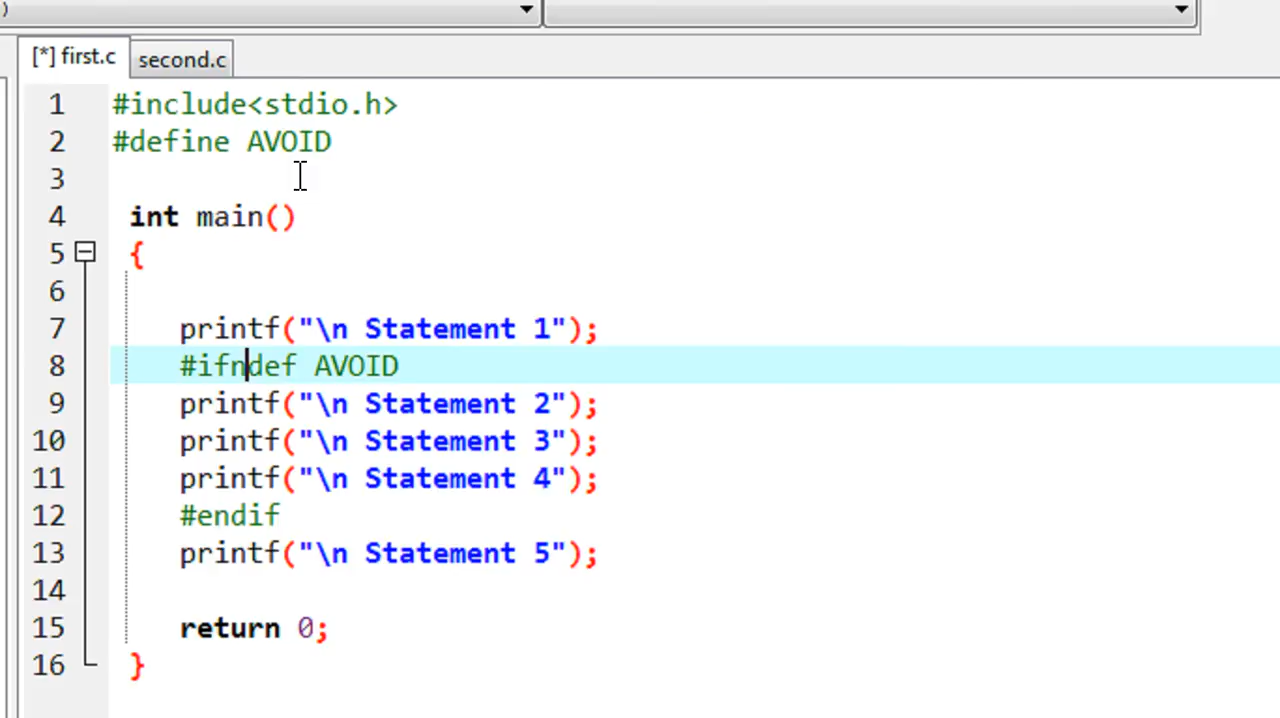 )
[*] first.c second.c
1 #include<stdio.h>
2 #define AVOID
3
4 int main()
5 {
6
7 printf("\n Statement 1");
8 #ifndef AVOID
9 printf("\n Statement 2");
10 printf("\n Statement 3");
11 printf("\n Statement 4");
12 #endif
13 printf("\n Statement 5");
14
15 return 0;
16 }